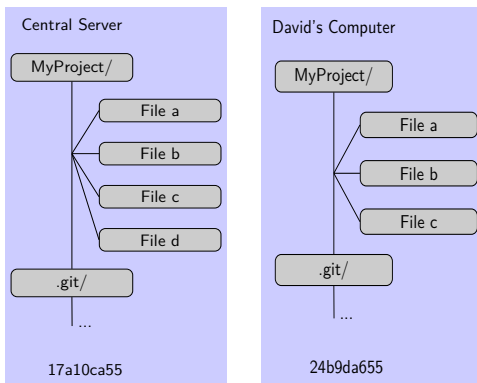 Central Server
MyProject/
File a
File b
File c
File d
.git/
...
17a10ca55
David's Computer
MyProject/
File a
File b
File c
.git/
...
24b9da655